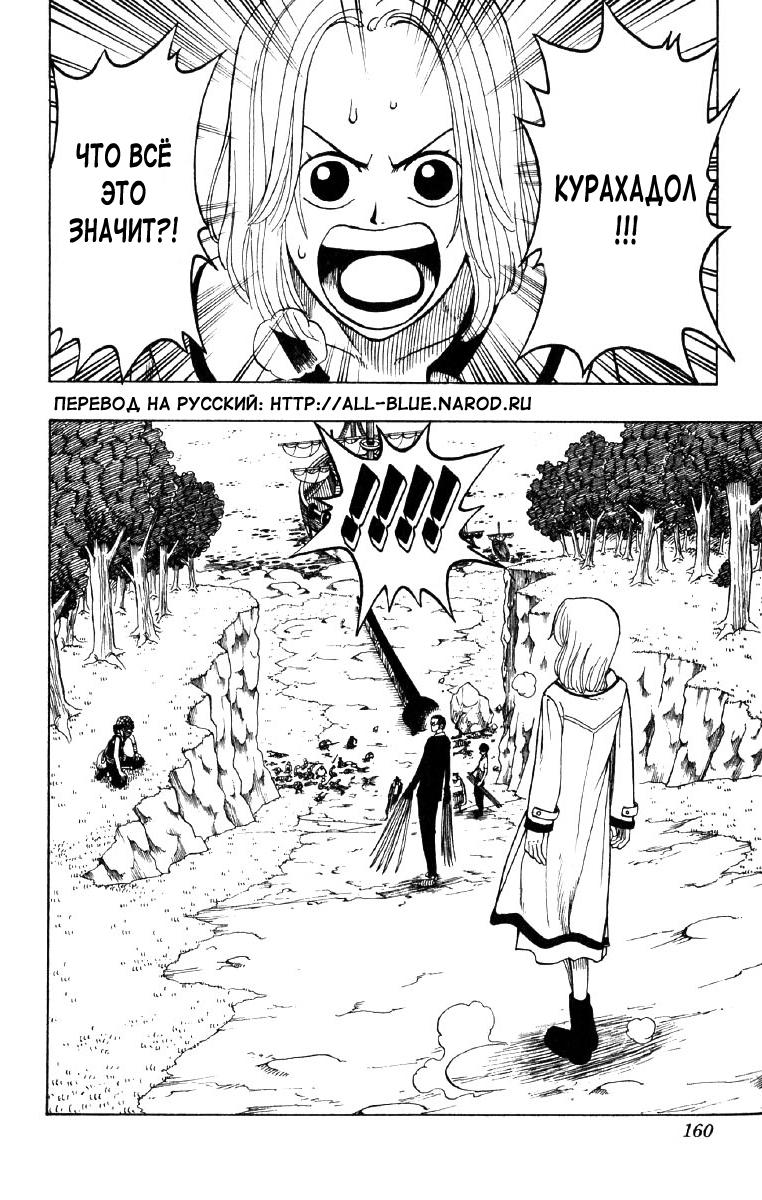 КУРАХАДОЛ
!!!
ЧТО ВСЁ
ЭТО
ЗНАЧИТ?!
ПЕРЕВОД НА РУССКИЙ: HTTP://ALL-BLUE.NAROD.RU
!!!!
160